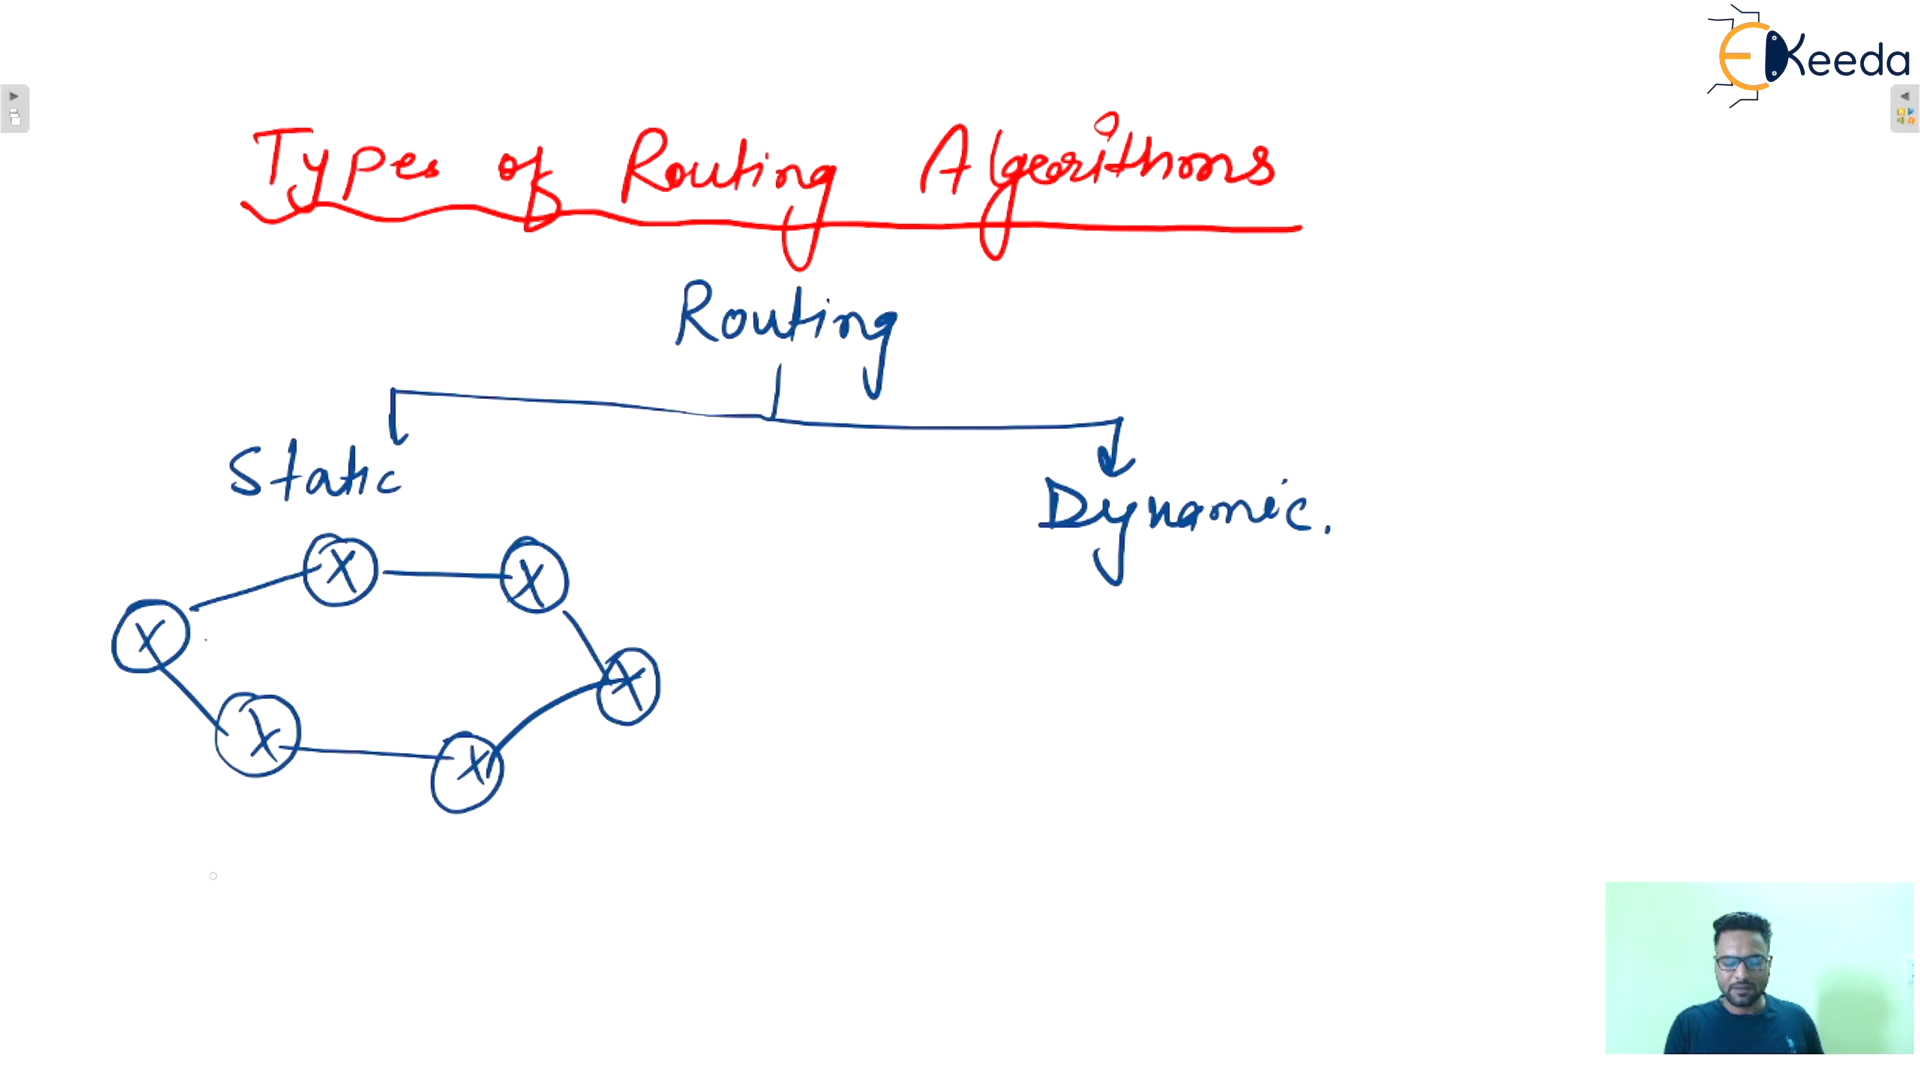 EKeeda
Types of Routing Algorithms
Routing
Static
Dynamic.
X X
X
X
X X